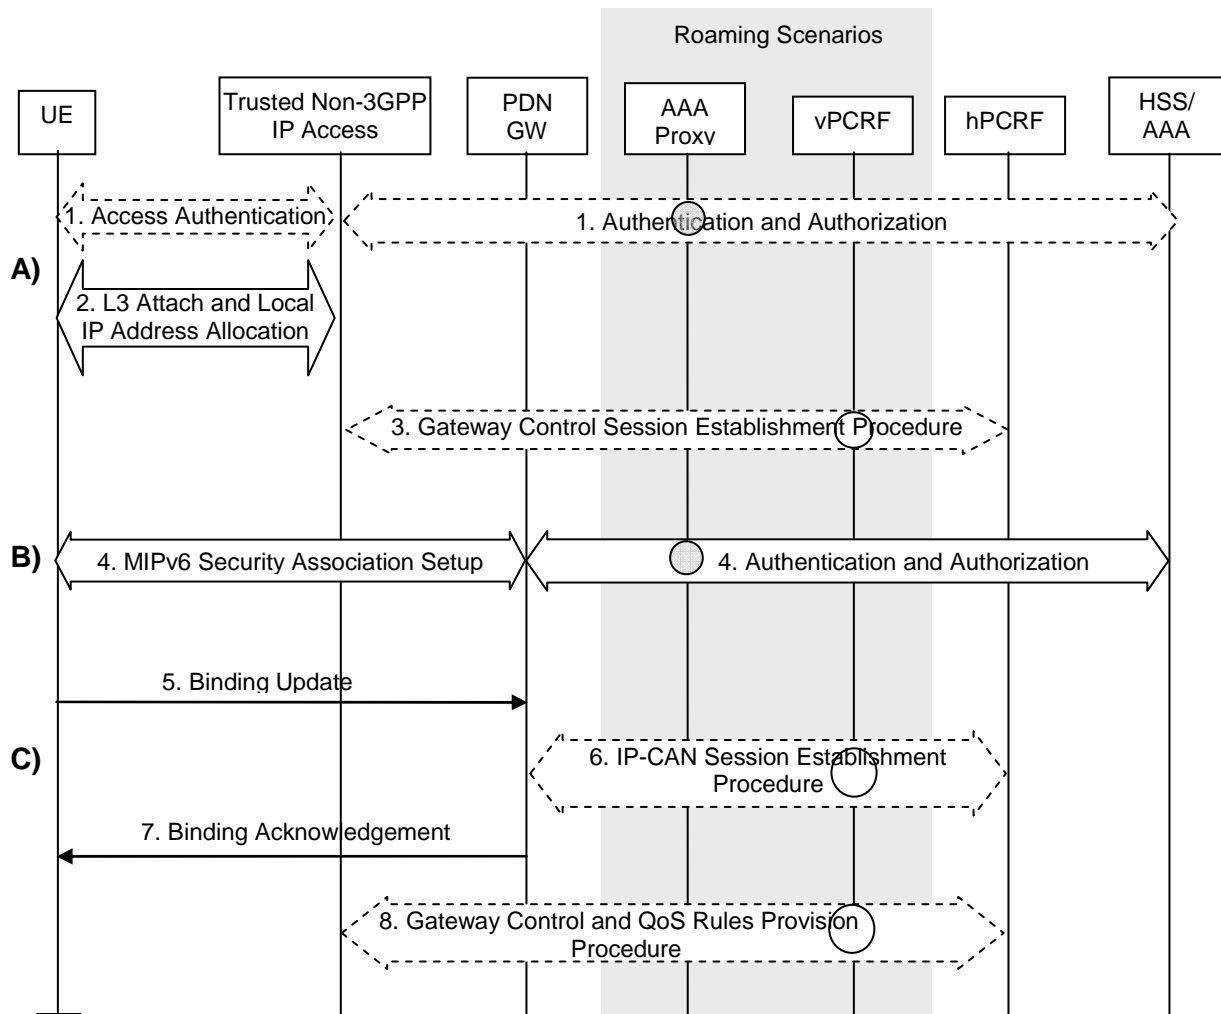 Roaming Scenarios
UE
Trusted Non-3GPP
IP Access
PDN
GW
AAA
Proxy
vPCRF
hPCRF
HSS/
AAA
1. Access Authentication
1. Authentication and Authorization
A)
2. L3 Attach and Local
IP Address Allocation
3. Gateway Control Session Establishment Procedure
B)
4. MIPv6 Security Association Setup
4. Authentication and Authorization
5. Binding Update
C)
6. IP-CAN Session Establishment
Procedure
7. Binding Acknowledgement
8. Gateway Control and QoS Rules Provision
Procedure